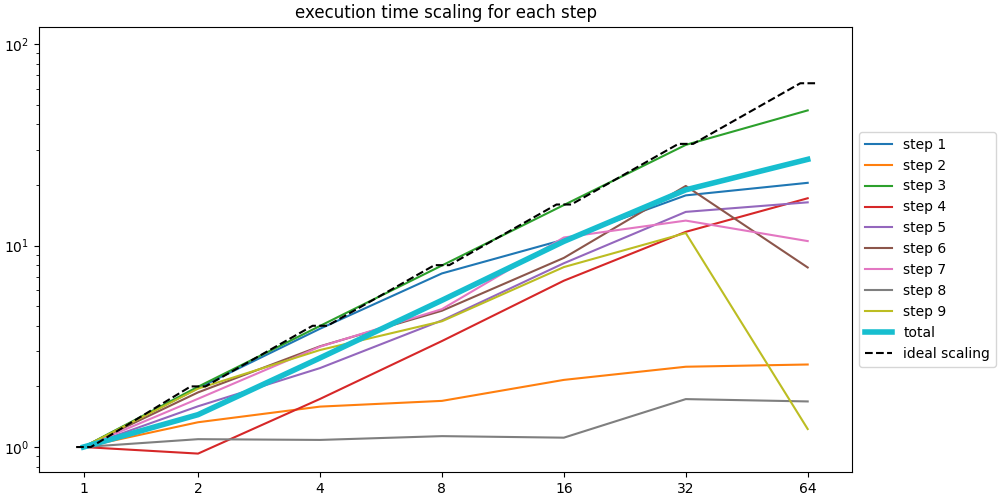 execution time scaling for each step
10²
10¹
10⁰
1 2 4 8 16 32 64
step 1
step 2
step 3
step 4
step 5
step 6
step 7
step 8
step 9
total
ideal scaling